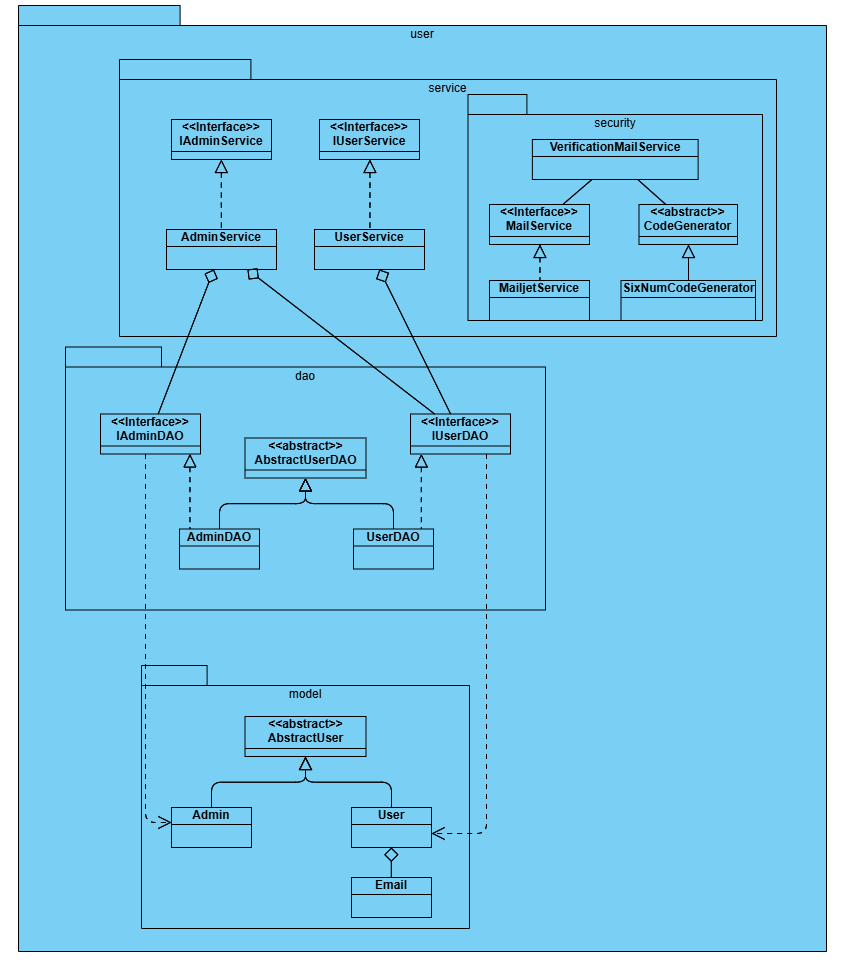 user
service
<<Interface>>
IAdminService
<<Interface>>
IUserService
AdminService
UserService
security
VerificationMailService
<<Interface>>
MailService
<<abstract>>
CodeGenerator
MailjetService
SixNumCodeGenerator
dao
<<Interface>>
IAdminDAO
<<abstract>>
AbstractUserDAO
<<Interface>>
IUserDAO
AdminDAO
UserDAO
model
<<abstract>>
AbstractUser
Admin
User
Email